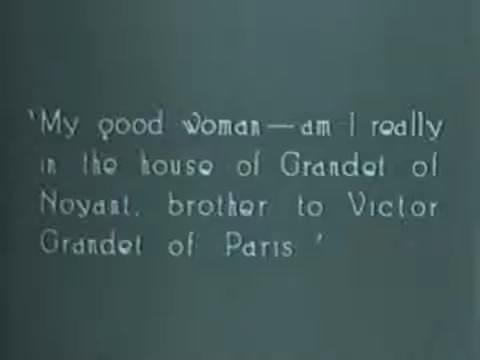 'My good woman—am I really
in the house of Grandet of
Noyant, brother to Victor
Grandet of Paris '